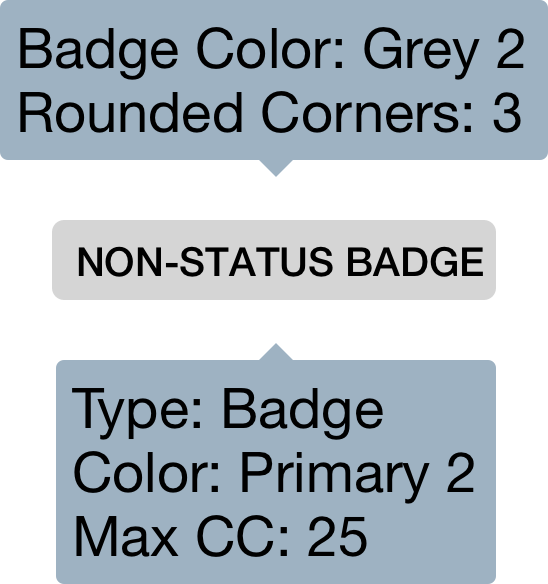 Badge Color: Grey 2
Rounded Corners: 3
NON-STATUS BADGE
Type: Badge
Color: Primary 2
Max CC: 25